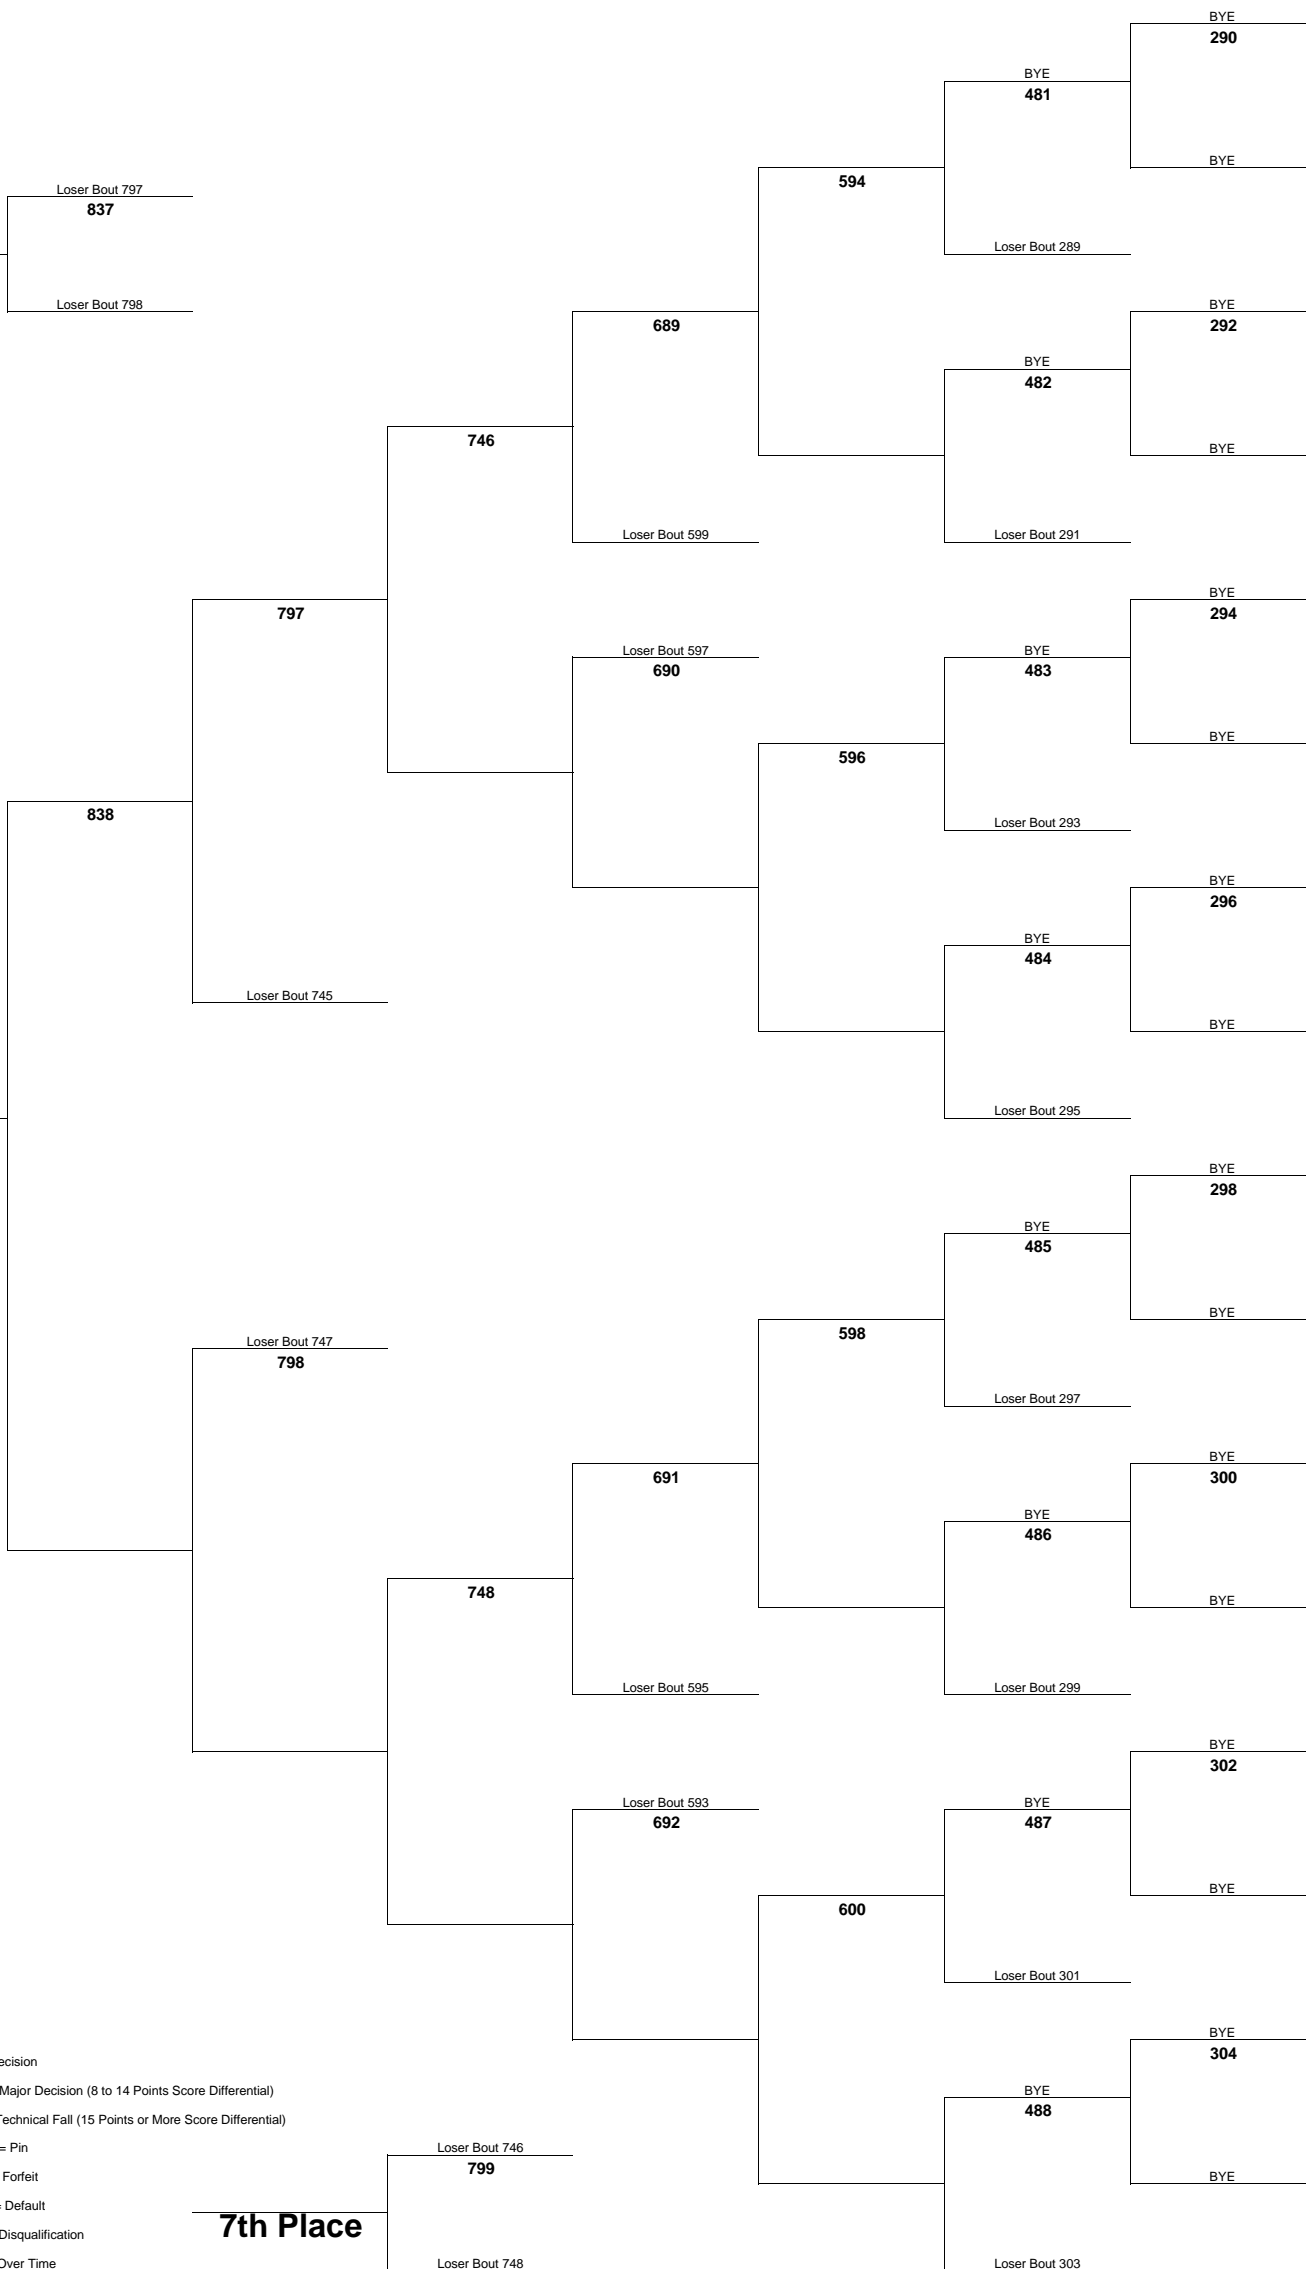 BYE
290
BYE
481
BYE
594
Loser Bout 797
837
Loser Bout 289
Loser Bout 798
BYE
292
689
BYE
482
746
BYE
Loser Bout 599
Loser Bout 291
BYE
294
797
Loser Bout 597
690
BYE
483
BYE
596
838
Loser Bout 293
BYE
296
BYE
484
Loser Bout 745
BYE
Loser Bout 295
BYE
298
BYE
485
BYE
598
Loser Bout 747
798
Loser Bout 297
BYE
300
691
BYE
486
748
BYE
Loser Bout 595
Loser Bout 299
BYE
302
Loser Bout 593
692
BYE
487
BYE
600
Loser Bout 301
BYE
304
ecision
Major Decision (8 to 14 Points Score Differential)
BYE
488
Technical Fall (15 Points or More Score Differential)
= Pin
Loser Bout 746
799
Forfeit
BYE
= Default
7th Place
Disqualification
Over Time
Loser Bout 748
Loser Bout 303